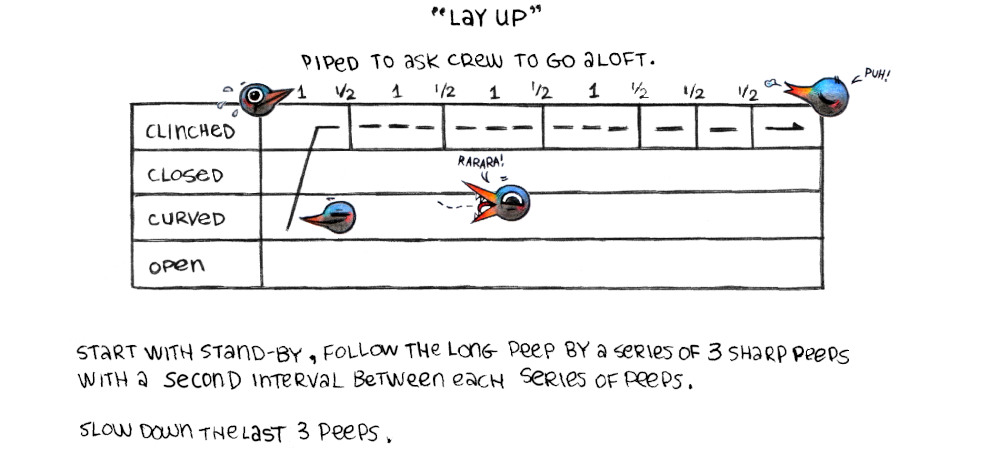 "LAY UP"
PIPED TO ASK CREW TO GO ALOFT.
PUH!
1 1/2 1 1/2 1 1/2 1 1/2 1/2 1/2
CLINCHED
CLOSED
RARARA!
CURVED
OPEN
START WITH STAND-BY, FOLLOW THE LONG PEEP BY A SERIES OF 3 SHARP PEEPS
WITH A SECOND INTERVAL BETWEEN EACH SERIES OF PEEPS.
SLOW DOWN THE LAST 3 PEEPS.